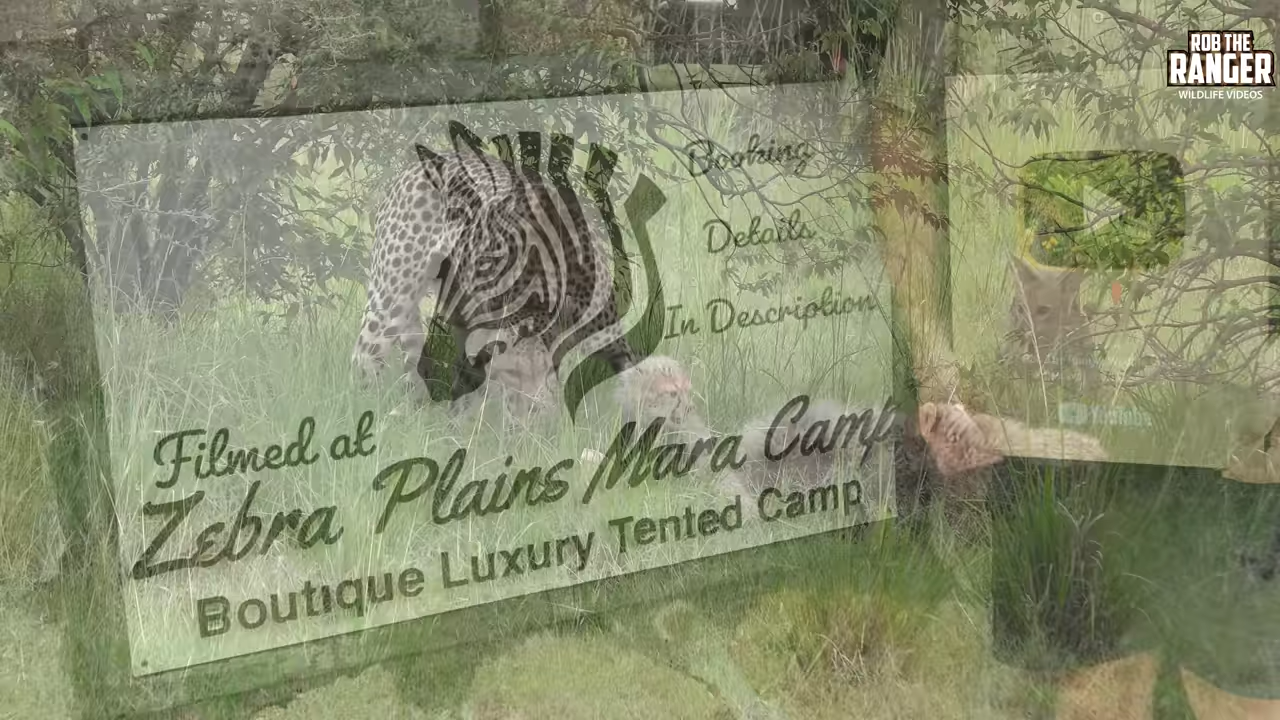 ROB THE
RANGER
WILDLIFE VIDEOS
Booking
Details
In Description
Filmed at
Zebra Plains Mara Camp
Boutique Luxury Tented Camp